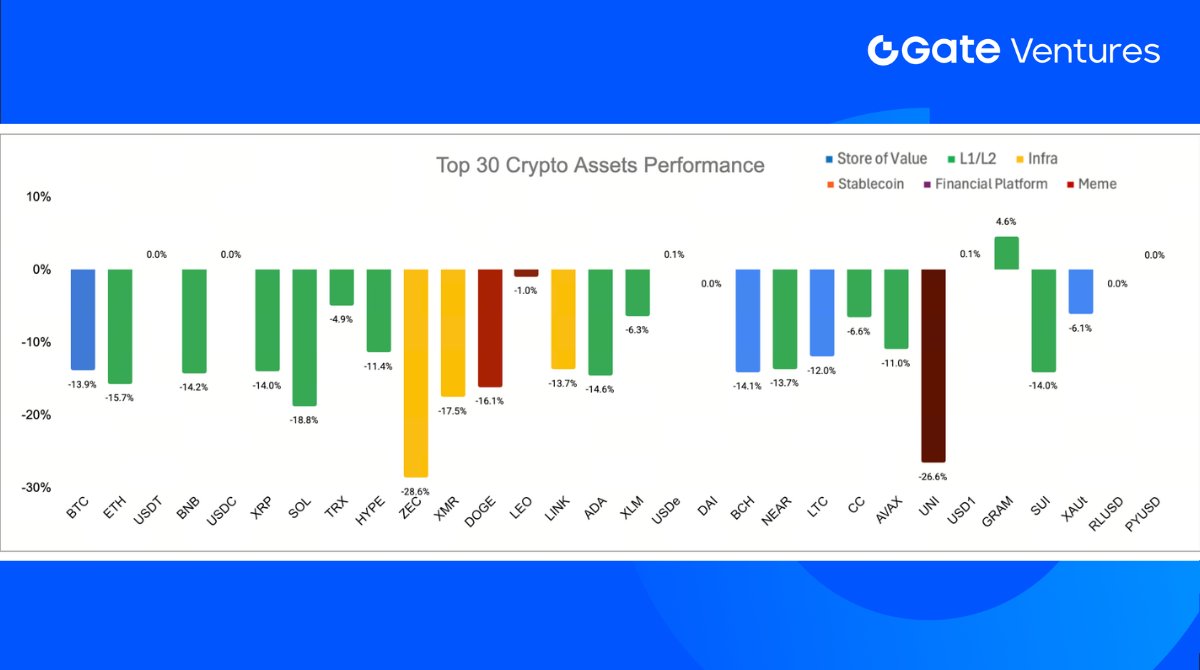 Gate Ventures
Top 30 Crypto Assets Performance
Store of Value L1/L2 Infra
Stablecoin Financial Platform Meme
10%
0%
-10%
-20%
-30%
-13.9%
-15.7%
0.0%
-14.2%
0.0%
-14.0%
-18.8%
-4.9%
-11.4%
-28.6%
-17.5%
-16.1%
-1.0%
-13.7%
-14.6%
-6.3%
0.1%
0.0%
-14.1%
-13.7%
-12.0%
-6.6%
-11.0%
-26.6%
0.1%
4.6%
-14.0%
-6.1%
0.0%
0.0%
BTC
ETH
USDT
BNB
USDC
XRP
SOL
TRX
HYPE
ZEC
XMR
DOGE
LEO
LINK
ADA
XLM
USDe
DAI
BCH
NEAR
LTC
CC
AVAX
UNI
USD1
GRAM
SUI
XAUt
RLUSD
PYUSD